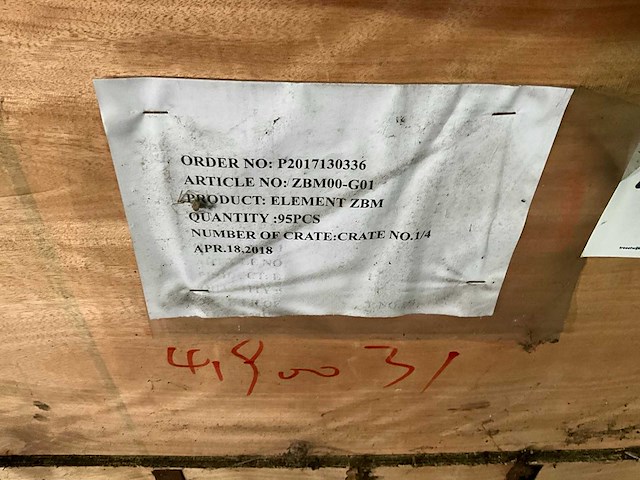 ORDER NO: P2017130336
ARTICLE NO: ZBM00-G01
PRODUCT: ELEMENT ZBM
QUANTITY :95PCS
NUMBER OF CRATE:CRATE NO.1/4
APR.18.2018